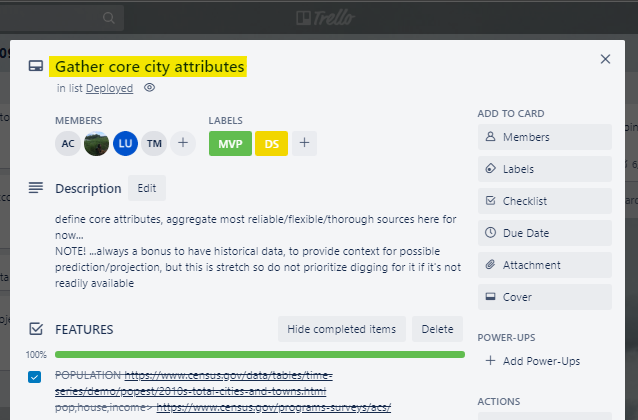 Trello
Gather core city attributes
in list Deployed
MEMBERS
LABELS
AC
LU
TM
+
MVP
DS
+
Description
Edit
define core attributes, aggregate most reliable/flexible/thorough sources here for
now...
NOTE! ...always a bonus to have historical data, to provide context for possible
prediction/projection, but this is stretch so do not prioritize digging for it if it's not
readily available
FEATURES
Hide completed items
Delete
100%
POPULATION https://www.census.gov/data/tables/time-
series/demo/popest/2010s-total-cities-and-towns.html
pop,house,income> https://www.census.gov/programs-surveys/acs/
ADD TO CARD
Members
Labels
Checklist
Due Date
Attachment
Cover
POWER-UPS
+ Add Power-Ups
ACTIONS